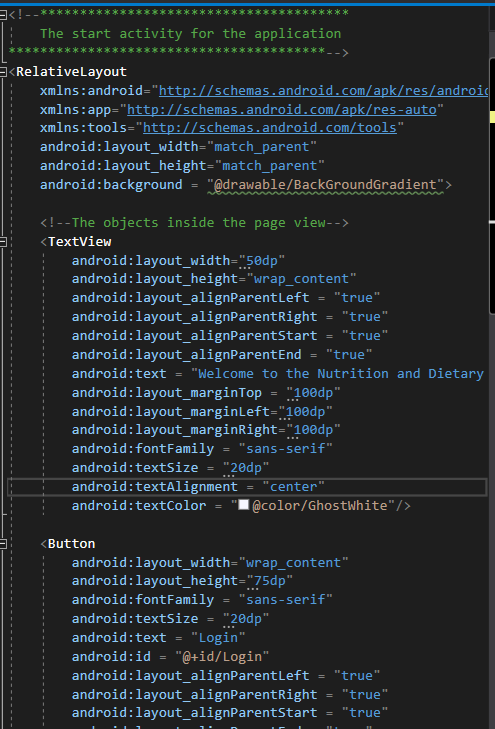 <!--***************************************
The start activity for the application
****************************************-->
<RelativeLayout
xmlns:android="http://schemas.android.com/apk/res/android
xmlns:app="http://schemas.android.com/apk/res-auto"
xmlns:tools="http://schemas.android.com/tools"
android:layout_width="match_parent"
android:layout_height="match_parent"
android:background = "@drawable/BackGroundGradient">
<!--The objects inside the page view-->
<TextView
android:layout_width="50dp"
android:layout_height="wrap_content"
android:layout_alignParentLeft = "true"
android:layout_alignParentRight = "true"
android:layout_alignParentStart = "true"
android:layout_alignParentEnd = "true"
android:text = "Welcome to the Nutrition and Dietary
android:layout_marginTop = "100dp"
android:layout_marginLeft="100dp"
android:layout_marginRight="100dp"
android:fontFamily = "sans-serif"
android:textSize = "20dp"
android:textAlignment = "center"
android:textColor = "@color/GhostWhite"/>
<Button
android:layout_width="wrap_content"
android:layout_height="75dp"
android:fontFamily = "sans-serif"
android:textSize = "20dp"
android:text = "Login"
android:id = "@+id/Login"
android:layout_alignParentLeft = "true"
android:layout_alignParentRight = "true"
android:layout_alignParentStart = "true"
android:layout_alignParentEnd = "true"